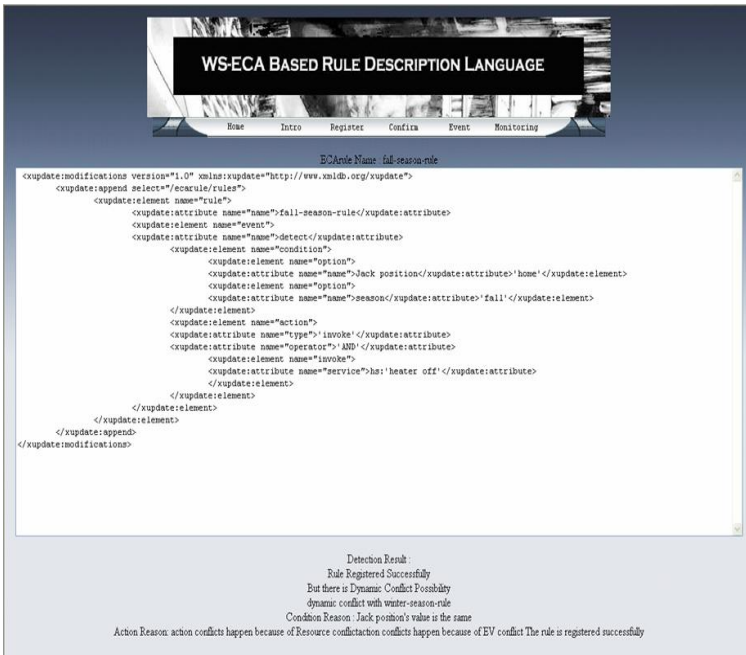 WS-ECA BASED RULE DESCRIPTION LANGUAGE
Home Intro Register Confirm Event Monitoring
ECArule Name : fall-season-rule
<xupdate:modifications version="1.0" xmlns:xupdate="http://www.xmldb.org/xupdate">
<xupdate:append select="/ecarule/rules">
<xupdate:element name="rule">
<xupdate:attribute name="name">fall-season-rule</xupdate:attribute>
<xupdate:element name="event">
<xupdate:attribute name="name">detect</xupdate:attribute>
<xupdate:element name="condition">
<xupdate:element name="option">
<xupdate:attribute name="name">Jack position</xupdate:attribute>'home'</xupdate:element>
<xupdate:element name="option">
<xupdate:attribute name="name">season</xupdate:attribute>'fall'</xupdate:element>
</xupdate:element>
<xupdate:element name="action">
<xupdate:attribute name="type">'invoke'</xupdate:attribute>
<xupdate:attribute name="operator">'AND'</xupdate:attribute>
<xupdate:element name="invoke">
<xupdate:attribute name="service">hs:'heater off'</xupdate:attribute>
</xupdate:element>
</xupdate:element>
</xupdate:element>
</xupdate:element>
</xupdate:append>
</xupdate:modifications>
Detection Result :
Rule Registered Successfully
But there is Dynamic Conflict Possibility
dynamic conflict with winter-season-rule
Condition Reason : Jack position's value is the same
Action Reason: action conflicts happen because of Resource conflictaction conflicts happen because of EV conflict The rule is registered successfully